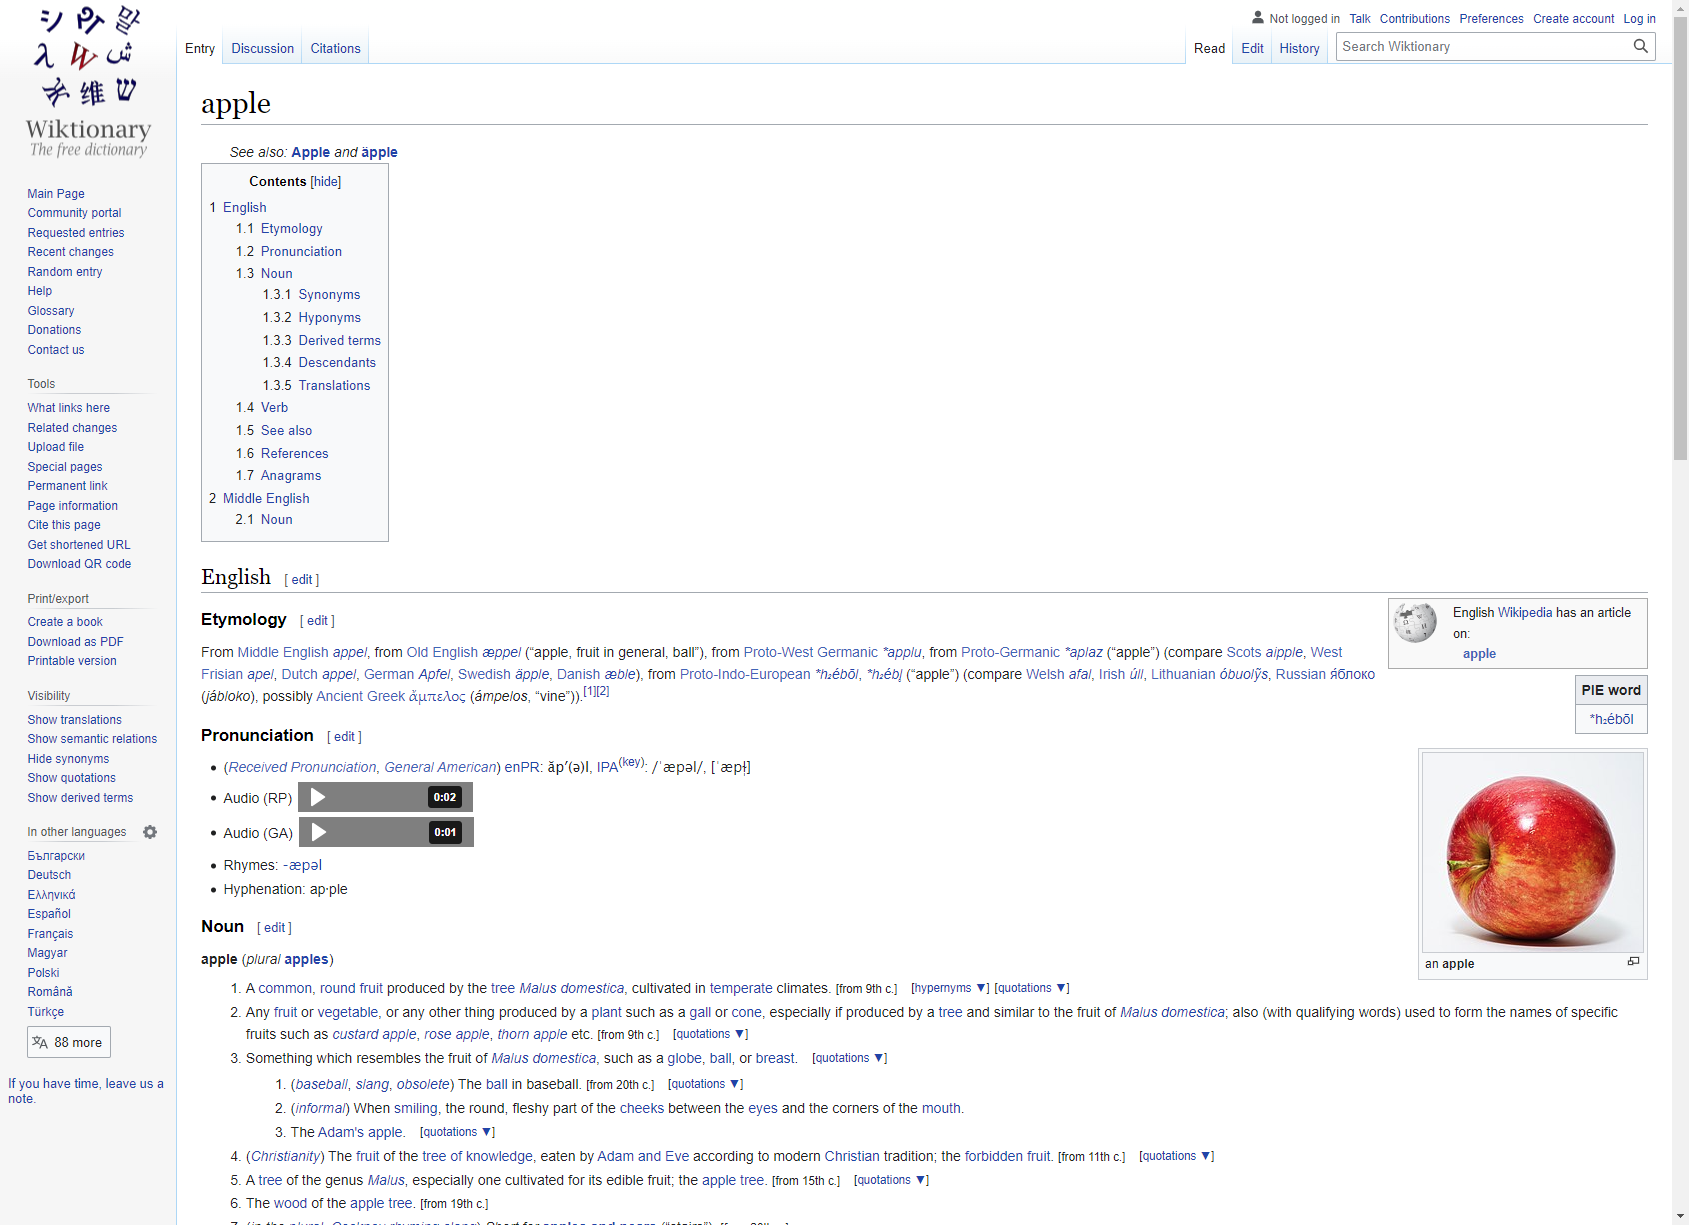 Wiktionary
The free dictionary
Not logged in Talk Contributions Preferences Create account Log in
Entry Discussion Citations
Read Edit History Search Wiktionary
Main Page
Community portal
Requested entries
Recent changes
Random entry
Help
Glossary
Donations
Contact us
Tools
What links here
Related changes
Upload file
Special pages
Permanent link
Page information
Cite this page
Get shortened URL
Download QR code
Print/export
Create a book
Download as PDF
Printable version
Visibility
Show translations
Show semantic relations
Hide synonyms
Show quotations
Show derived terms
In other languages
Български
Deutsch
Ελληνικά
Español
Français
Magyar
Polski
Română
Türkçe
88 more
If you have time, leave us a
note.
apple
See also: Apple and äpple
Contents [hide]
1 English
1.1 Etymology
1.2 Pronunciation
1.3 Noun
1.3.1 Synonyms
1.3.2 Hyponyms
1.3.3 Derived terms
1.3.4 Descendants
1.3.5 Translations
1.4 Verb
1.5 See also
1.6 References
1.7 Anagrams
2 Middle English
2.1 Noun
English [ edit ]
Etymology [ edit ]
From Middle English appel, from Old English æppel (“apple, fruit in general, ball”), from Proto-West Germanic *applu, from Proto-Germanic *aplaz (“apple”) (compare Scots aipple, West
Frisian apel, Dutch appel, German Apfel, Swedish äpple, Danish æble), from Proto-Indo-European *h₂ébōl, *h₂ébl̥ (“apple”) (compare Welsh afal, Irish úll, Lithuanian óbuolỹs, Russian я́блоко
(jábloko), possibly Ancient Greek ἄμπελος (ámpelos, “vine”)).[1][2]
English Wikipedia has an article
on:
apple
PIE word
*h₂ébōl
Pronunciation [ edit ]
(Received Pronunciation, General American) enPR: ăp′(ə)l, IPA(key): /ˈæpəl/, [ˈæpɫ̩]
Audio (RP) 0:02
Audio (GA) 0:01
Rhymes: -æpəl
Hyphenation: ap‧ple
an apple
Noun [ edit ]
apple (plural apples)
1. A common, round fruit produced by the tree Malus domestica, cultivated in temperate climates. [from 9th c.] [hypernyms ▼] [quotations ▼]
2. Any fruit or vegetable, or any other thing produced by a plant such as a gall or cone, especially if produced by a tree and similar to the fruit of Malus domestica; also (with qualifying words) used to form the names of specific
fruits such as custard apple, rose apple, thorn apple etc. [from 9th c.] [quotations ▼]
3. Something which resembles the fruit of Malus domestica, such as a globe, ball, or breast. [quotations ▼]
1. (baseball, slang, obsolete) The ball in baseball. [from 20th c.] [quotations ▼]
2. (informal) When smiling, the round, fleshy part of the cheeks between the eyes and the corners of the mouth.
3. The Adam's apple. [quotations ▼]
4. (Christianity) The fruit of the tree of knowledge, eaten by Adam and Eve according to modern Christian tradition; the forbidden fruit. [from 11th c.] [quotations ▼]
5. A tree of the genus Malus, especially one cultivated for its edible fruit; the apple tree. [from 15th c.] [quotations ▼]
6. The wood of the apple tree. [from 19th c.]